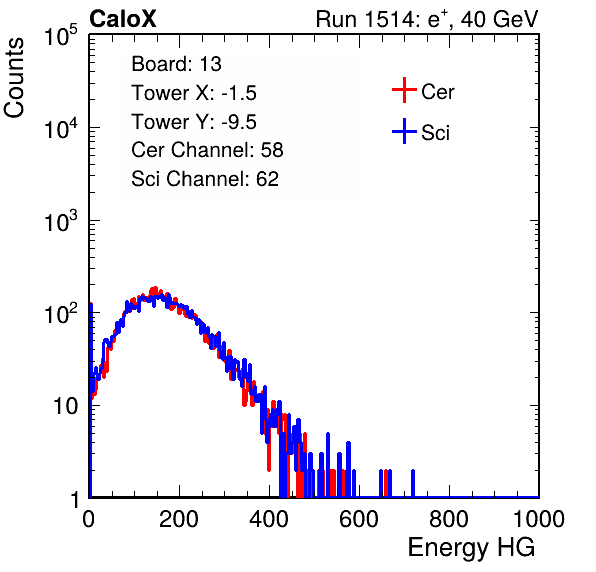 CaloX Run 1514: e⁺, 40 GeV
Counts
Board: 13
Tower X: -1.5
Tower Y: -9.5
Cer Channel: 58
Sci Channel: 62
Cer
Sci
10⁵
10⁴
10³
10²
10
1
0 200 400 600 800 1000
Energy HG